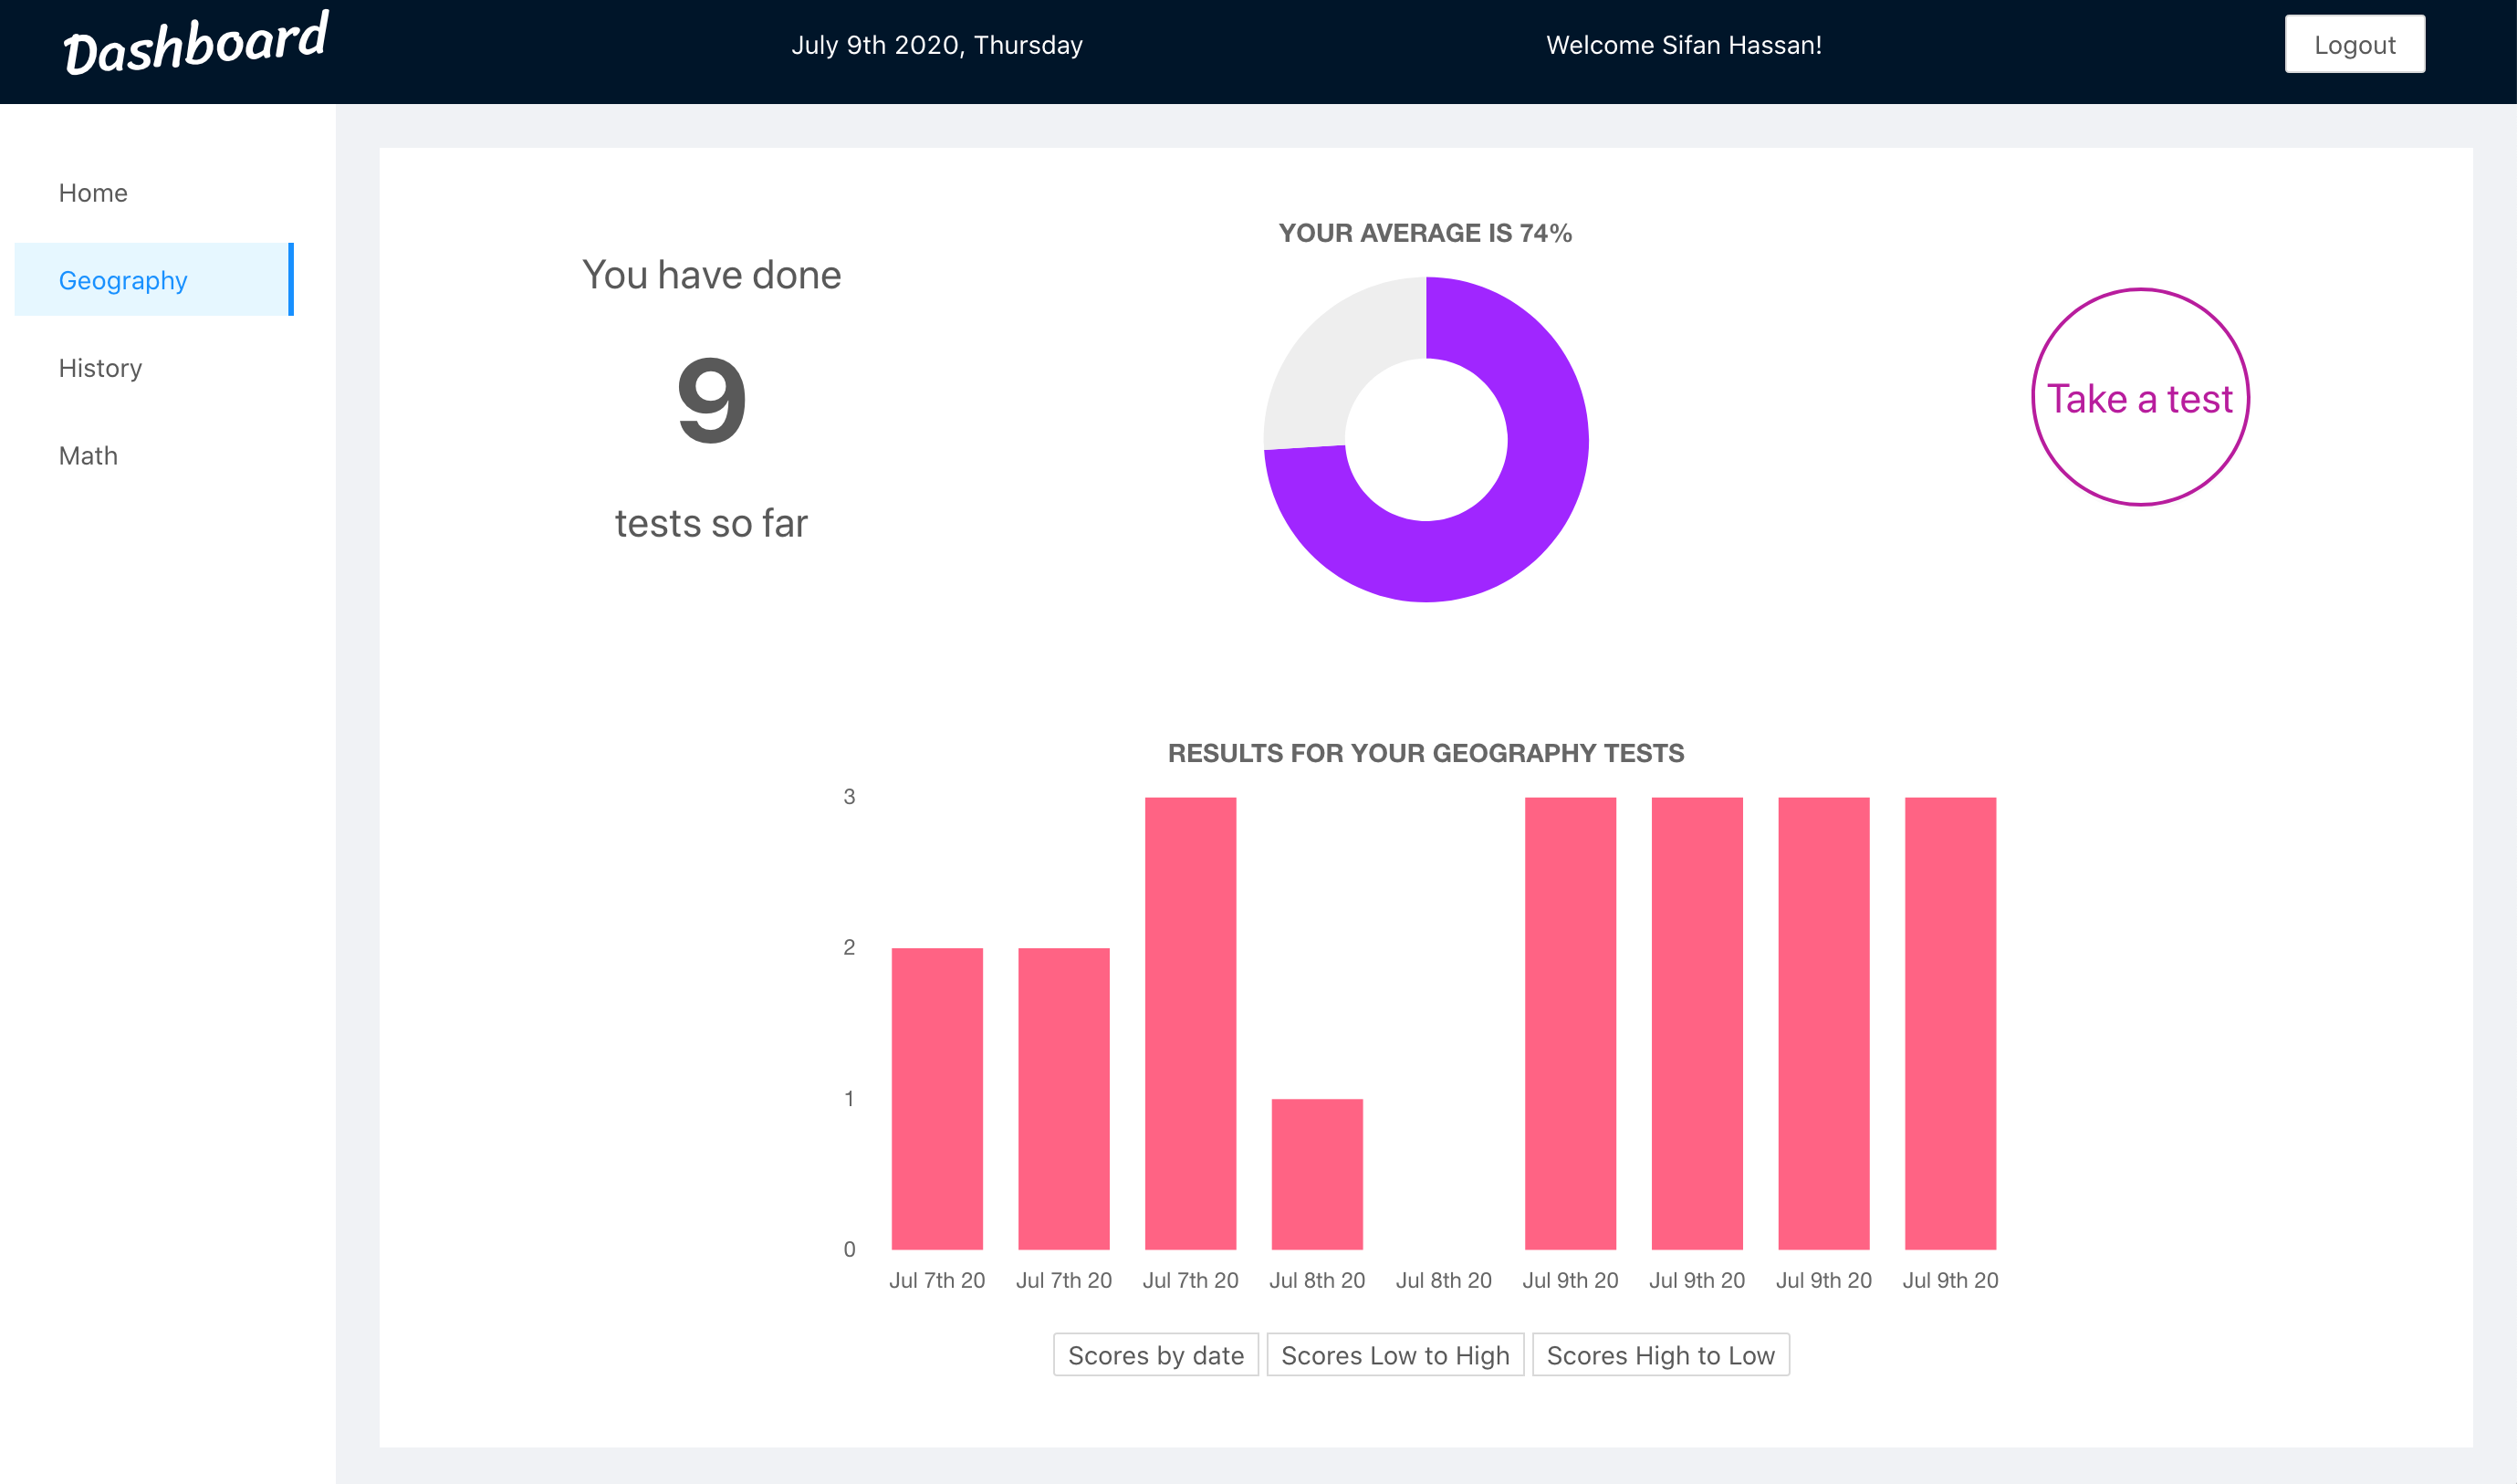 Dashboard
July 9th 2020, Thursday
Welcome Sifan Hassan!
Logout
Home
Geography
History
Math
You have done
9
tests so far
YOUR AVERAGE IS 74%
Take a test
RESULTS FOR YOUR GEOGRAPHY TESTS
3
2
1
0
Jul 7th 20 Jul 7th 20 Jul 7th 20 Jul 8th 20 Jul 8th 20 Jul 9th 20 Jul 9th 20 Jul 9th 20 Jul 9th 20
Scores by date Scores Low to High Scores High to Low